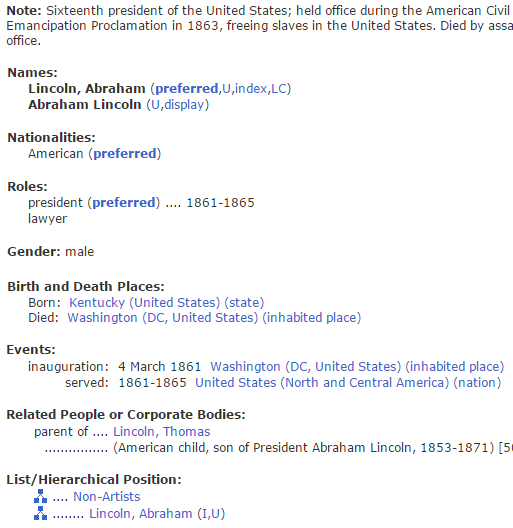 Note: Sixteenth president of the United States; held office during the American Civil
Emancipation Proclamation in 1863, freeing slaves in the United States. Died by
office.
Names:
Lincoln, Abraham (preferred,U,index,LC)
Abraham Lincoln (U,display)
Nationalities:
American (preferred)
Roles:
president (preferred) .... 1861-1865
lawyer
Gender: male
Birth and Death Places:
Born: Kentucky (United States) (state)
Died: Washington (DC, United States) (inhabited place)
Events:
inauguration: 4 March 1861 Washington (DC, United States) (inhabited place)
served: 1861-1865 United States (North and Central America) (nation)
Related People or Corporate Bodies:
parent of .... Lincoln, Thomas
................ (American child, son of President Abraham Lincoln, 1853-1871)
List/Hierarchical Position:
.... Non-Artists
........ Lincoln, Abraham (I,U)